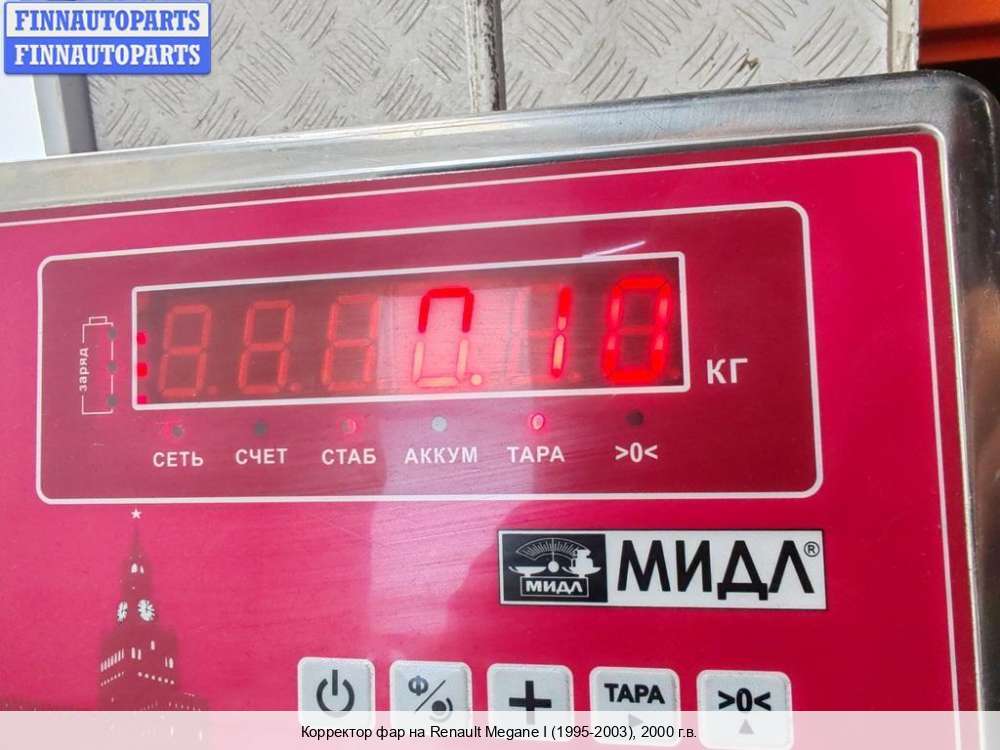 FINNAUTOPARTS
FINNAUTOPARTS
заряд
0.10
КГ
СЕТЬ СЧЕТ СТАБ АККУМ ТАРА >0<
МИДЛ МИДЛ®
Ф ТАРА >0<
Корректор фар на Renault Megane I (1995-2003), 2000 г.в.